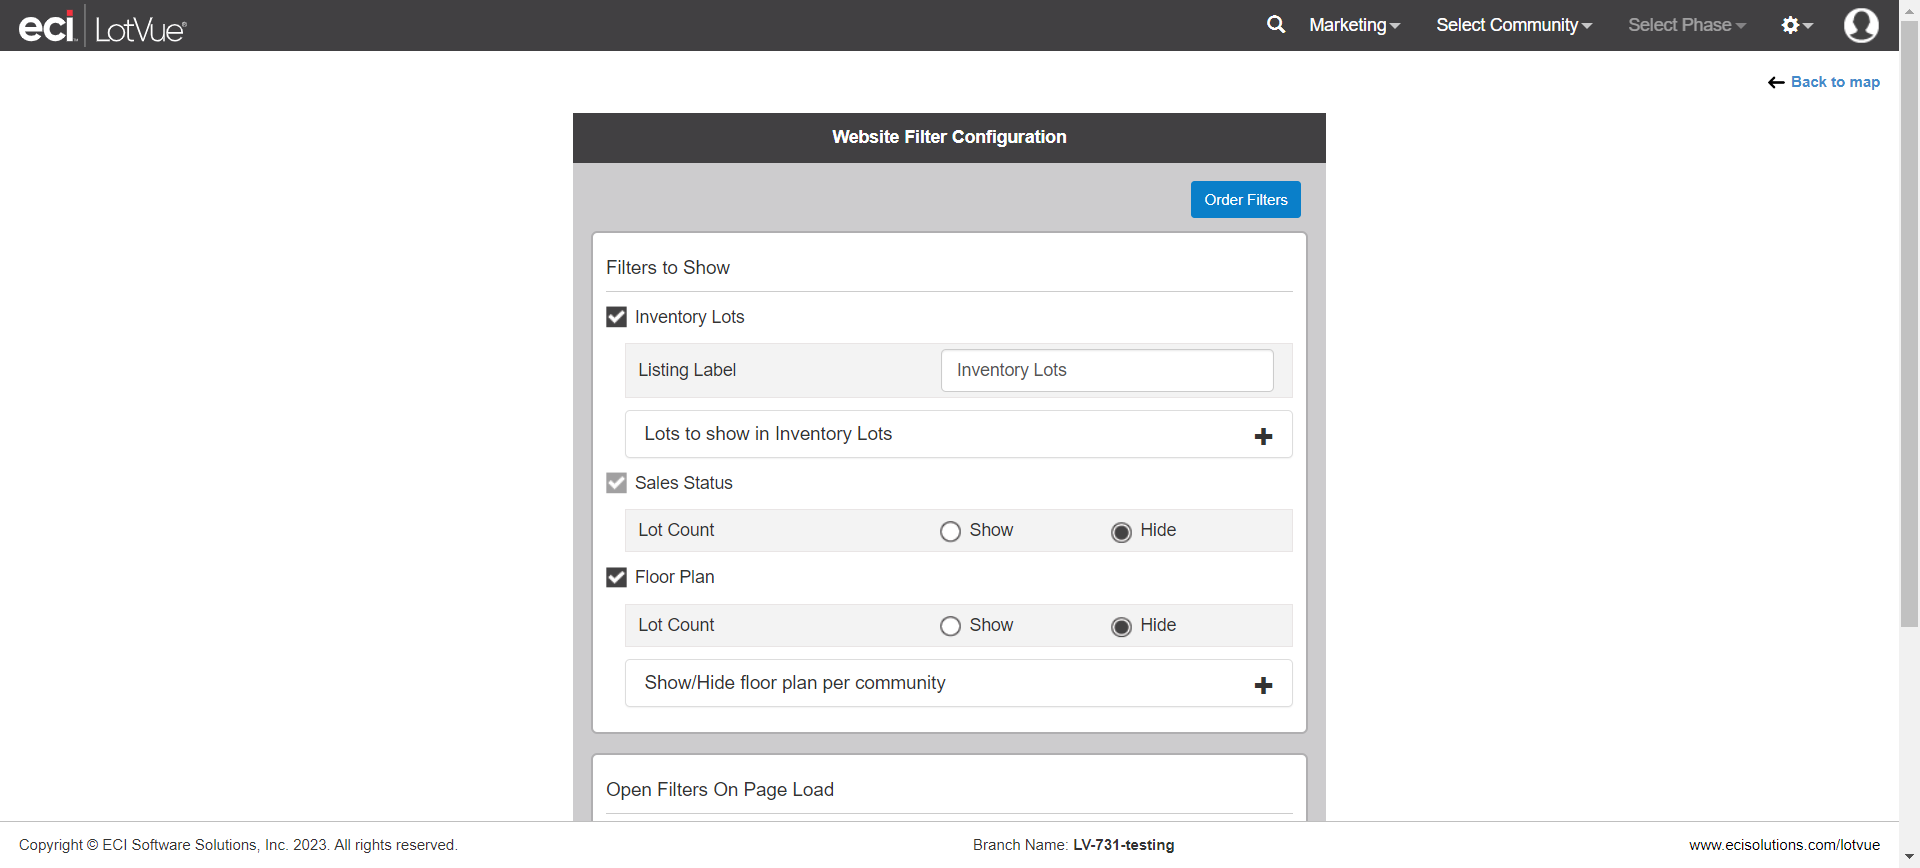 eci LotVue® Marketing Select Community Select Phase
Back to map
Website Filter Configuration
Order Filters
Filters to Show
Inventory Lots
Listing Label Inventory Lots
Lots to show in Inventory Lots
Sales Status
Lot Count Show Hide
Floor Plan
Lot Count Show Hide
Show/Hide floor plan per community
Open Filters On Page Load
Copyright © ECI Software Solutions, Inc. 2023. All rights reserved. Branch Name: LV-731-testing www.ecisolutions.com/lotvue